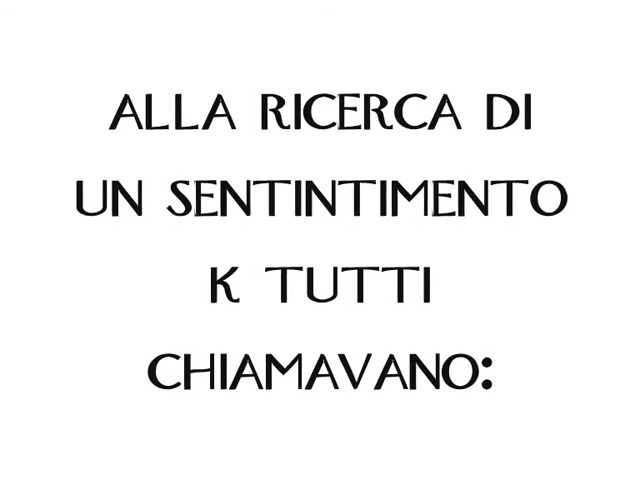 ALLA RICERCA DI
UN SENTINTIMENTO
K TUTTI
CHIAMAVANO: